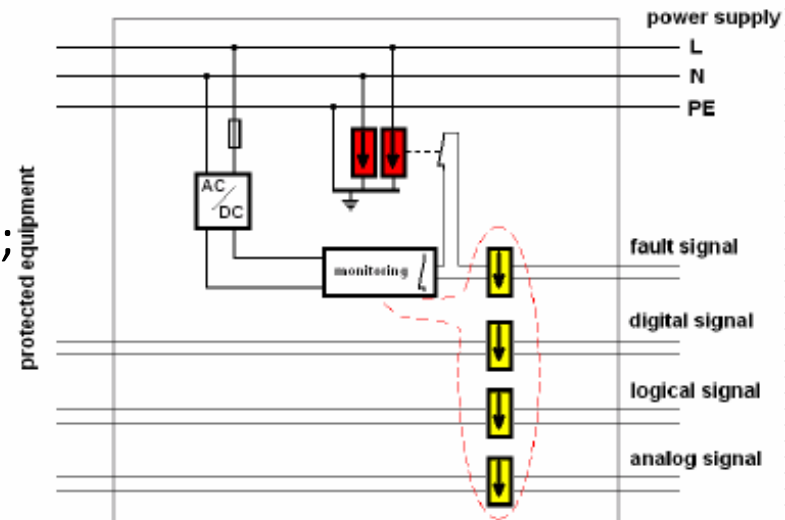 power supply
L
N
PE
AC
DC
;
protected equipment
monitoring
fault signal
digital signal
logical signal
analog signal